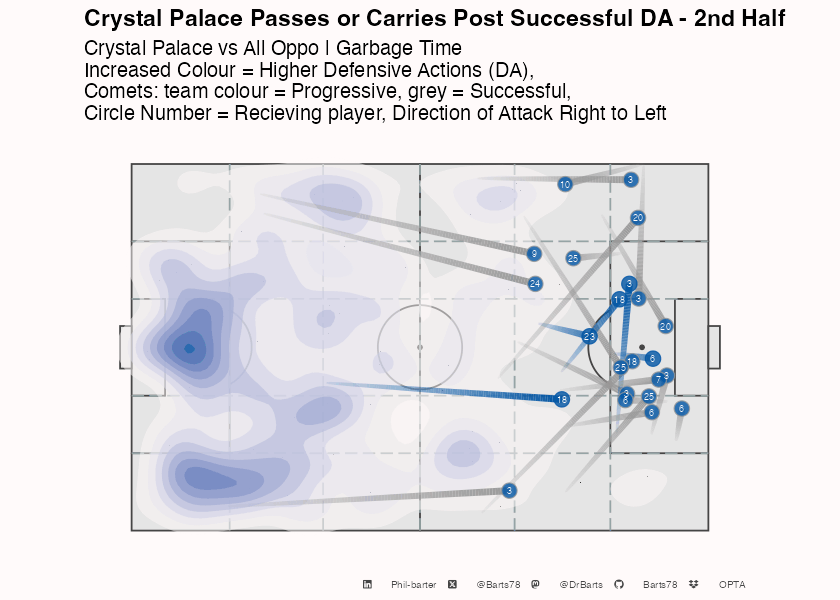 Crystal Palace Passes or Carries Post Successful DA - 2nd Half
Crystal Palace vs All Oppo | Garbage Time
Increased Colour = Higher Defensive Actions (DA),
Comets: team colour = Progressive, grey = Successful,
Circle Number = Recieving player, Direction of Attack Right to Left
10 3
20
9 25
24 3
18 3
20
23
6
25 18
7 3
18 3 25
6 6 6
3
Phil-barter @Barts78 @DrBarts Barts78 OPTA